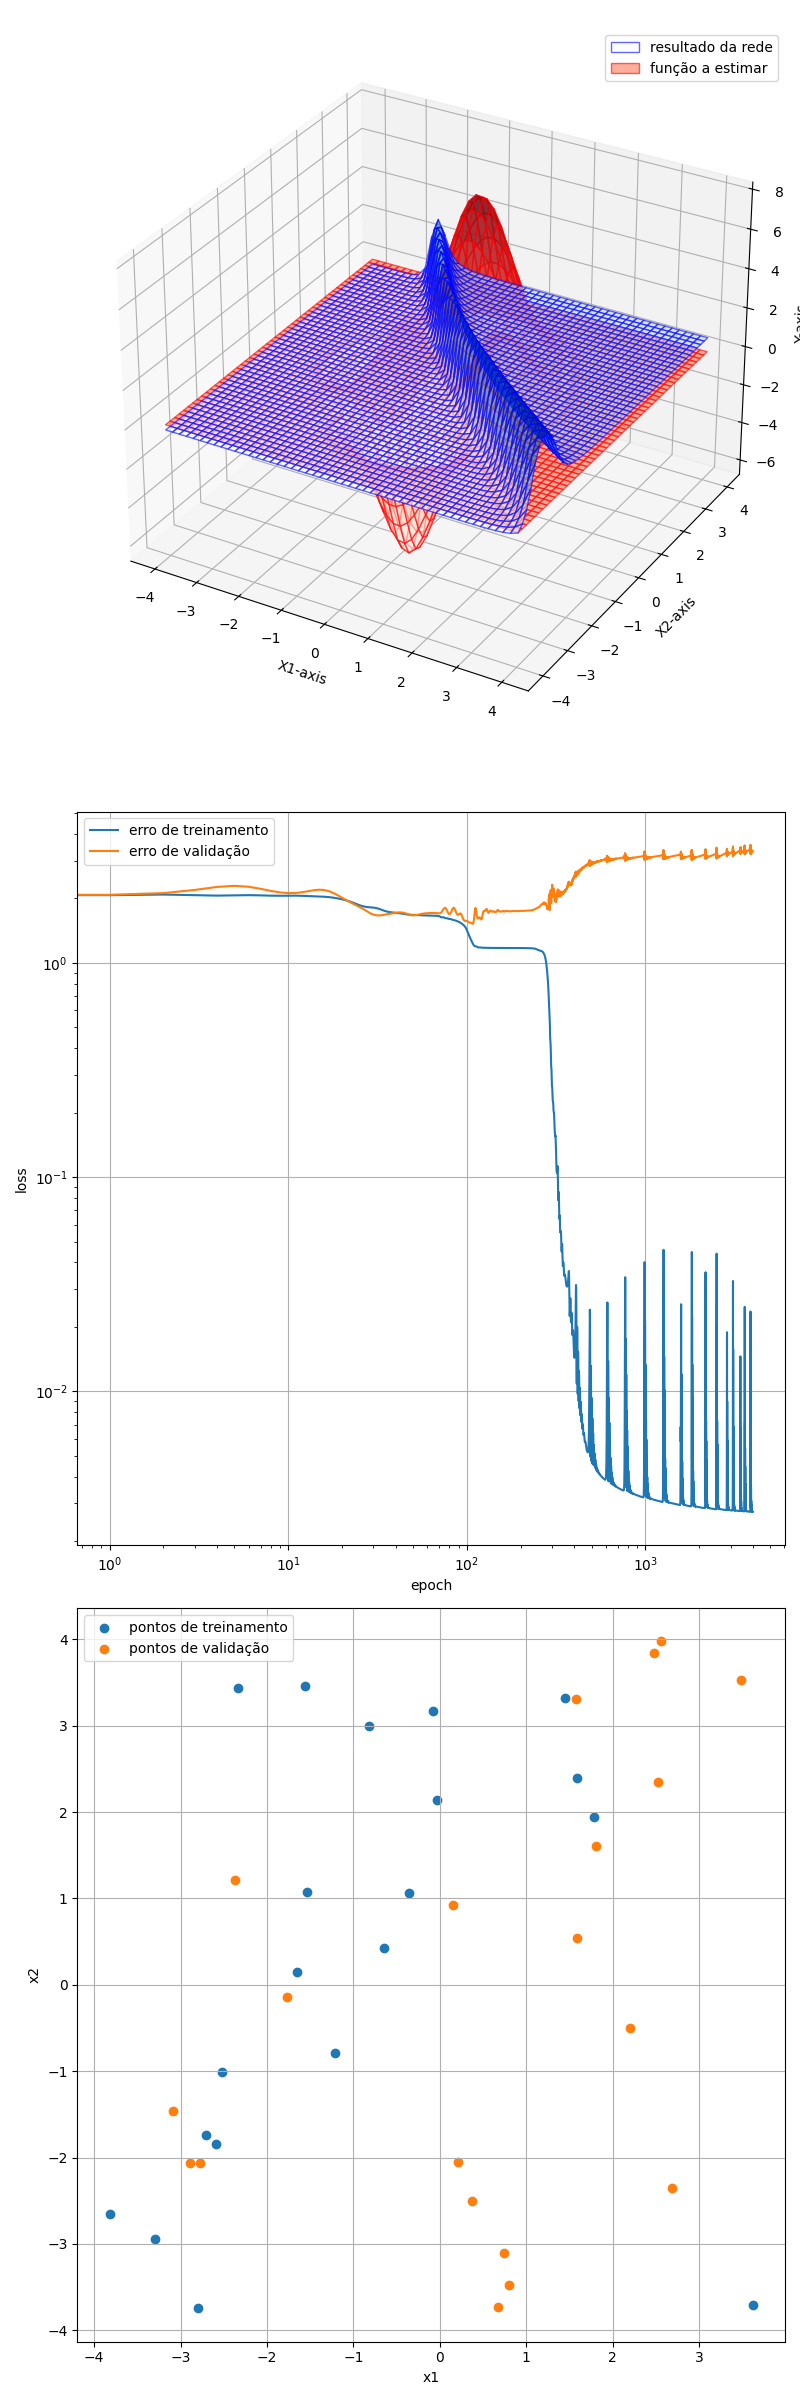 resultado da rede
função a estimar
8
6
4
2
0
−2
−4
−6
−4
−3
−2
−1
0
1
2
3
4
X1-axis
−4
−3
−2
−1
0
1
2
3
4
X2-axis
erro de treinamento
erro de validação
10^0
10^−1
10^−2
loss
10^0 10^1 10^2 10^3
epoch
pontos de treinamento
pontos de validação
4
3
2
1
0
−1
−2
−3
−4
x2
−4 −3 −2 −1 0 1 2 3
x1